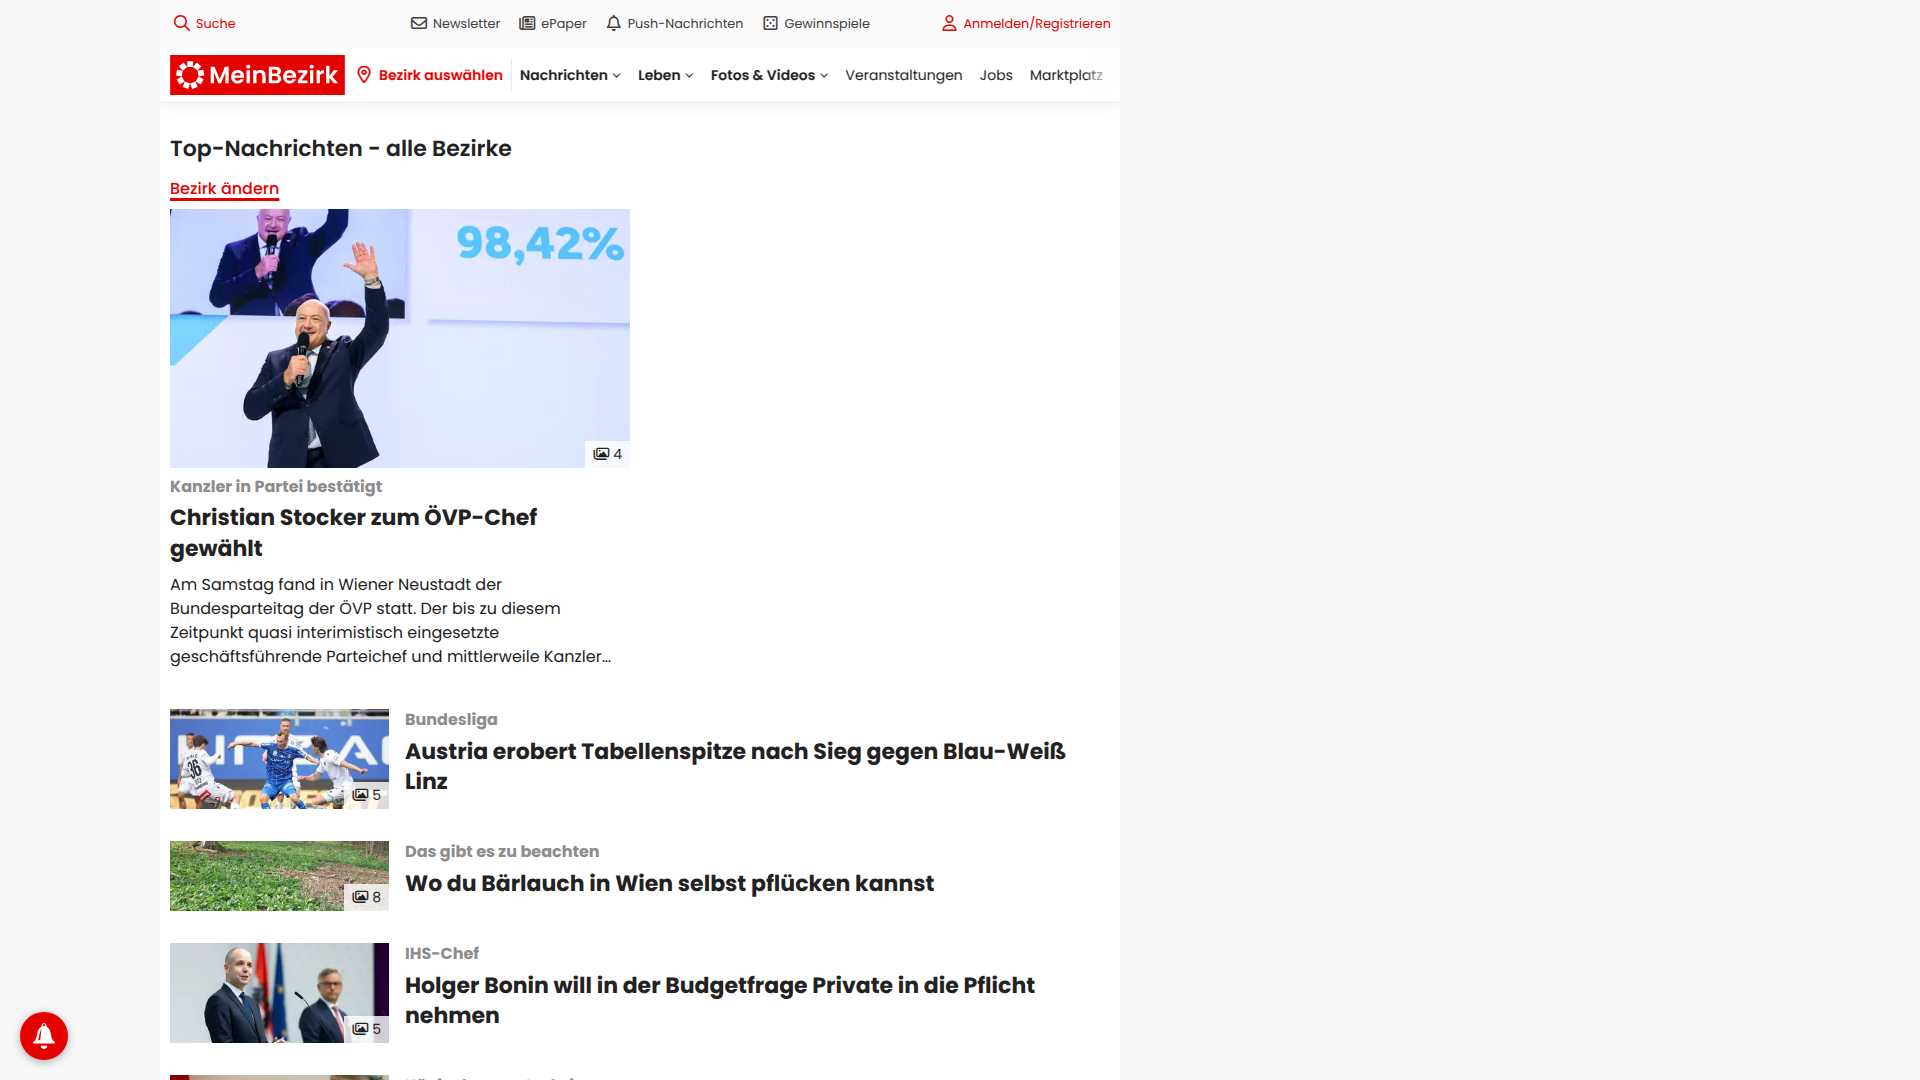 Suche
Newsletter
ePaper
Push-Nachrichten
Gewinnspiele
Anmelden/Registrieren
MeinBezirk
Bezirk auswählen
Nachrichten
Leben
Fotos & Videos
Veranstaltungen
Jobs
Marktplatz
Top-Nachrichten - alle Bezirke
Bezirk ändern
98,42%
4
Kanzler in Partei bestätigt
Christian Stocker zum ÖVP-Chef
gewählt
Am Samstag fand in Wiener Neustadt der
Bundesparteitag der ÖVP statt. Der bis zu diesem
Zeitpunkt quasi interimistisch eingesetzte
geschäftsführende Parteichef und mittlerweile Kanzler…
36
5
Bundesliga
Austria erobert Tabellenspitze nach Sieg gegen Blau-Weiß
Linz
8
Das gibt es zu beachten
Wo du Bärlauch in Wien selbst pflücken kannst
5
IHS-Chef
Holger Bonin will in der Budgetfrage Private in die Pflicht
nehmen